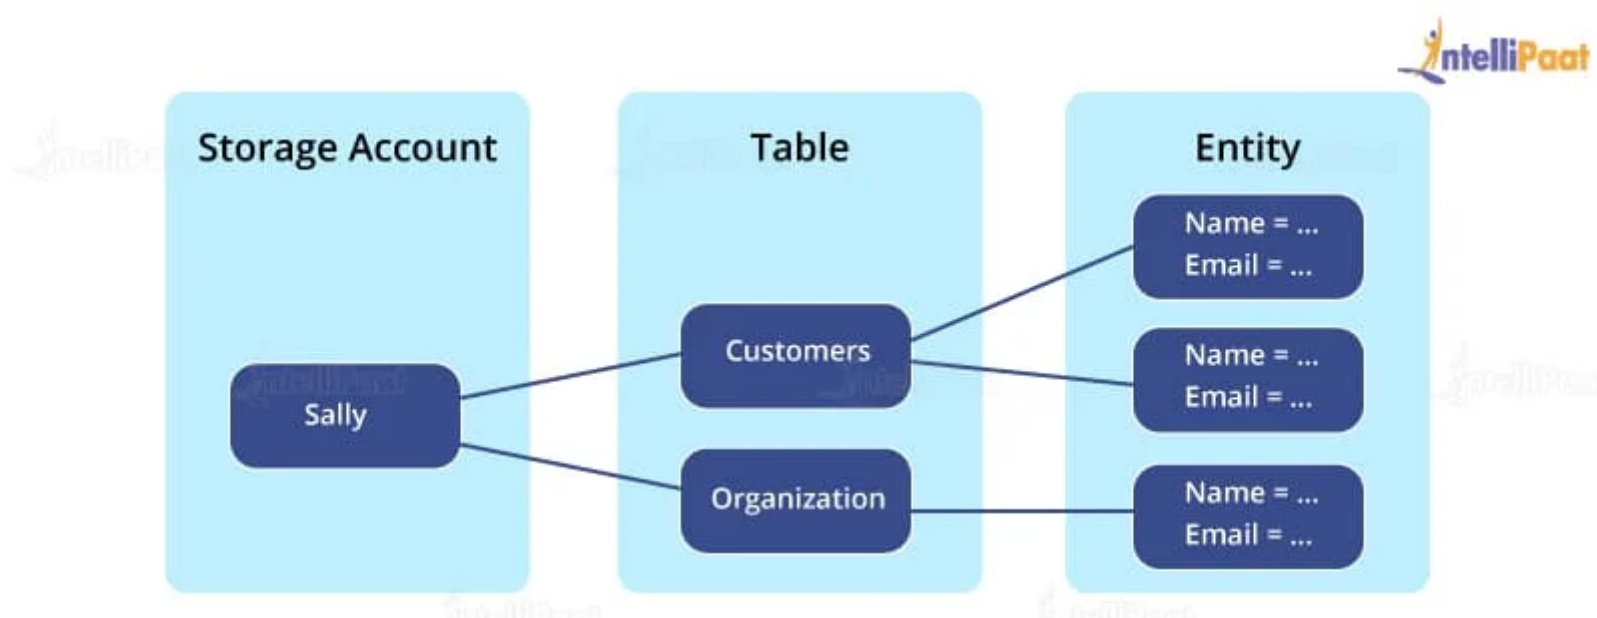 IntelliPaat
Storage Account
Table
Entity
Sally
Customers
Organization
Name = ...
Email = ...
Name = ...
Email = ...
Name = ...
Email = ...